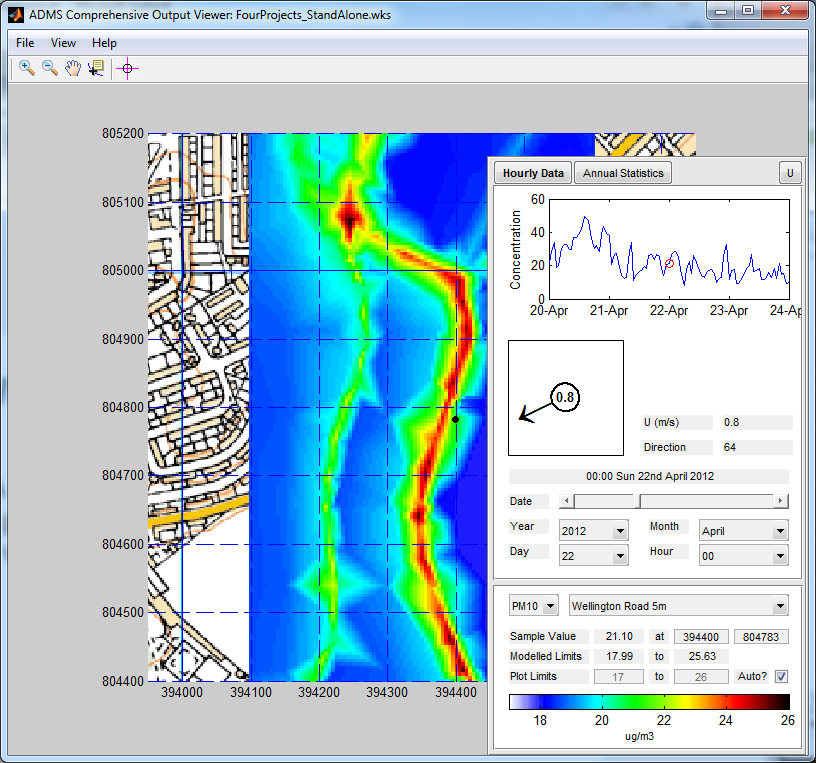 ADMS Comprehensive Output Viewer: FourProjects_StandAlone.wks
File View Help
805200
805100
805000
804900
804800
804700
804600
804500
804400
394000 394100 394200 394300 394400
Hourly Data Annual Statistics U
Concentration
60
40
20
0
20-Apr 21-Apr 22-Apr 23-Apr 24-A
0.8
U (m/s) 0.8
Direction 64
00:00 Sun 22nd April 2012
Date
Year 2012 Month April
Day 22 Hour 00
PM10 Wellington Road 5m
Sample Value 21.10 at 394400 804783
Modelled Limits 17.99 to 25.63
Plot Limits 17 to 26 Auto?
18 20 22 24 26
ug/m3